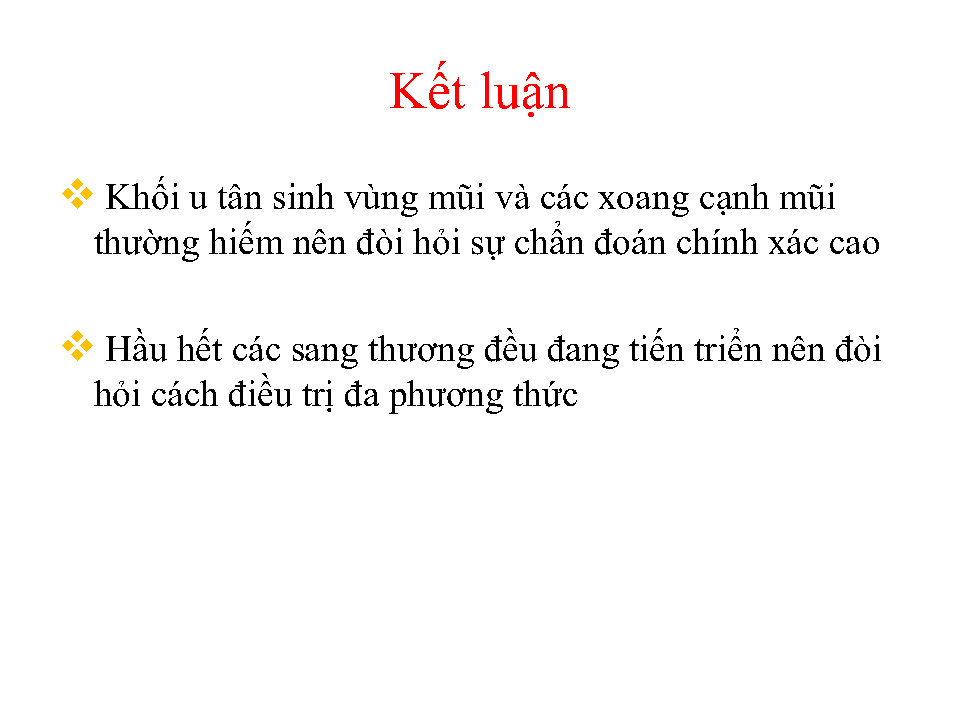 Kết luận
❖ Khối u tân sinh vùng mũi và các xoang cạnh mũi
thường hiếm nên đòi hỏi sự chẩn đoán chính xác cao
❖ Hầu hết các sang thương đều đang tiến triển nên đòi
hỏi cách điều trị đa phương thức